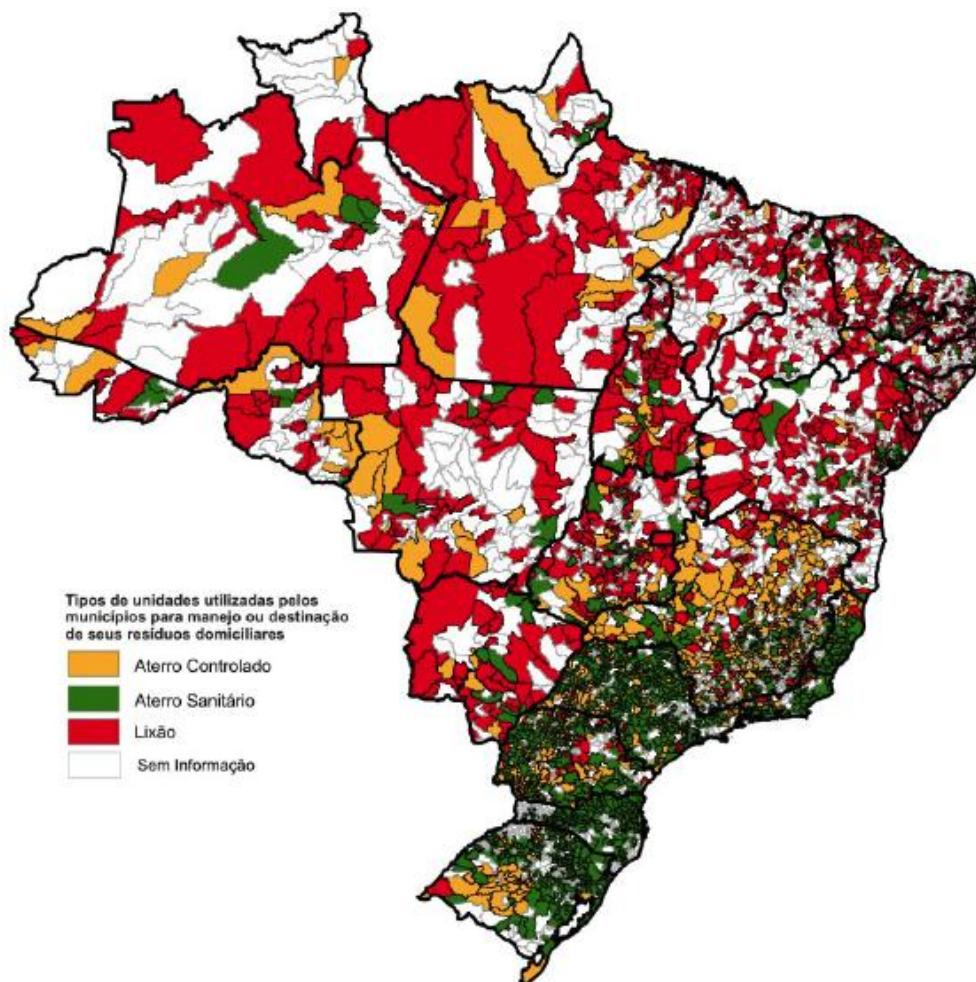 Tipos de unidades utilizadas pelos
municípios para manejo ou destinação
de seus resíduos domiciliares
Aterro Controlado
Aterro Sanitário
Lixão
Sem Informação